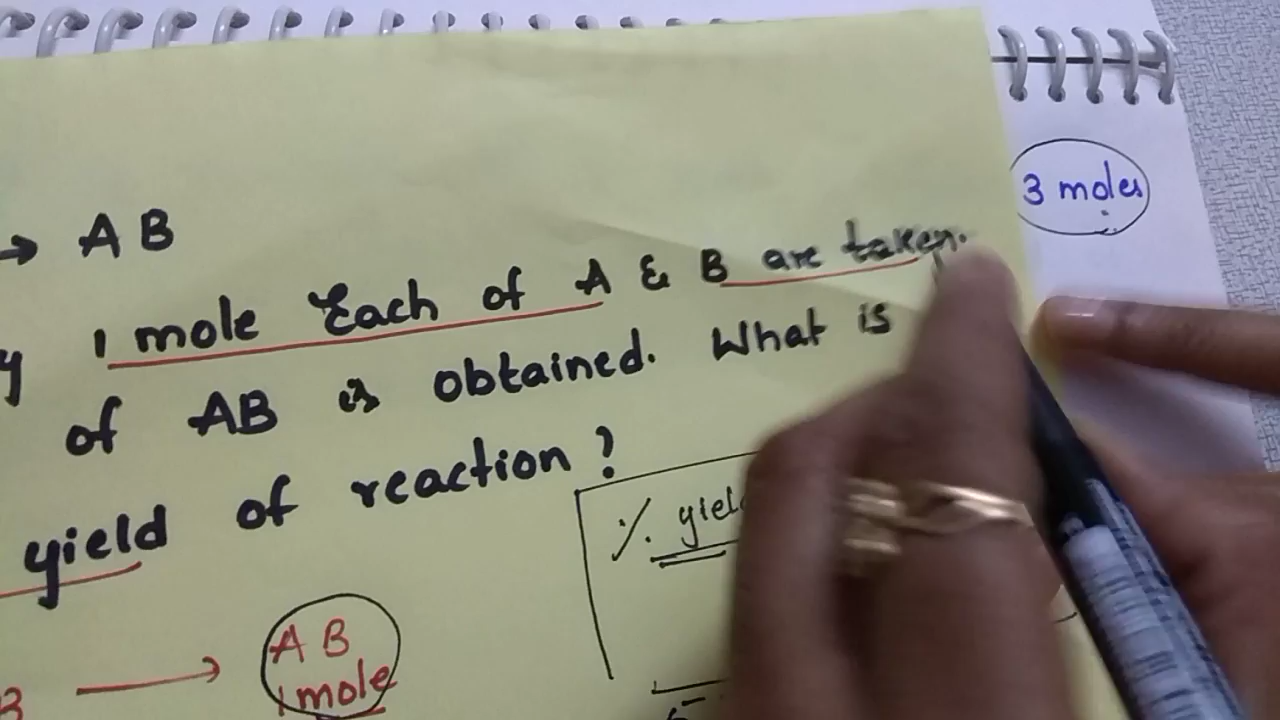 → AB
3 moles
1 mole Each of A & B are taken.
of AB is obtained. What is
yield of reaction?
% yield
→ AB
1 mole